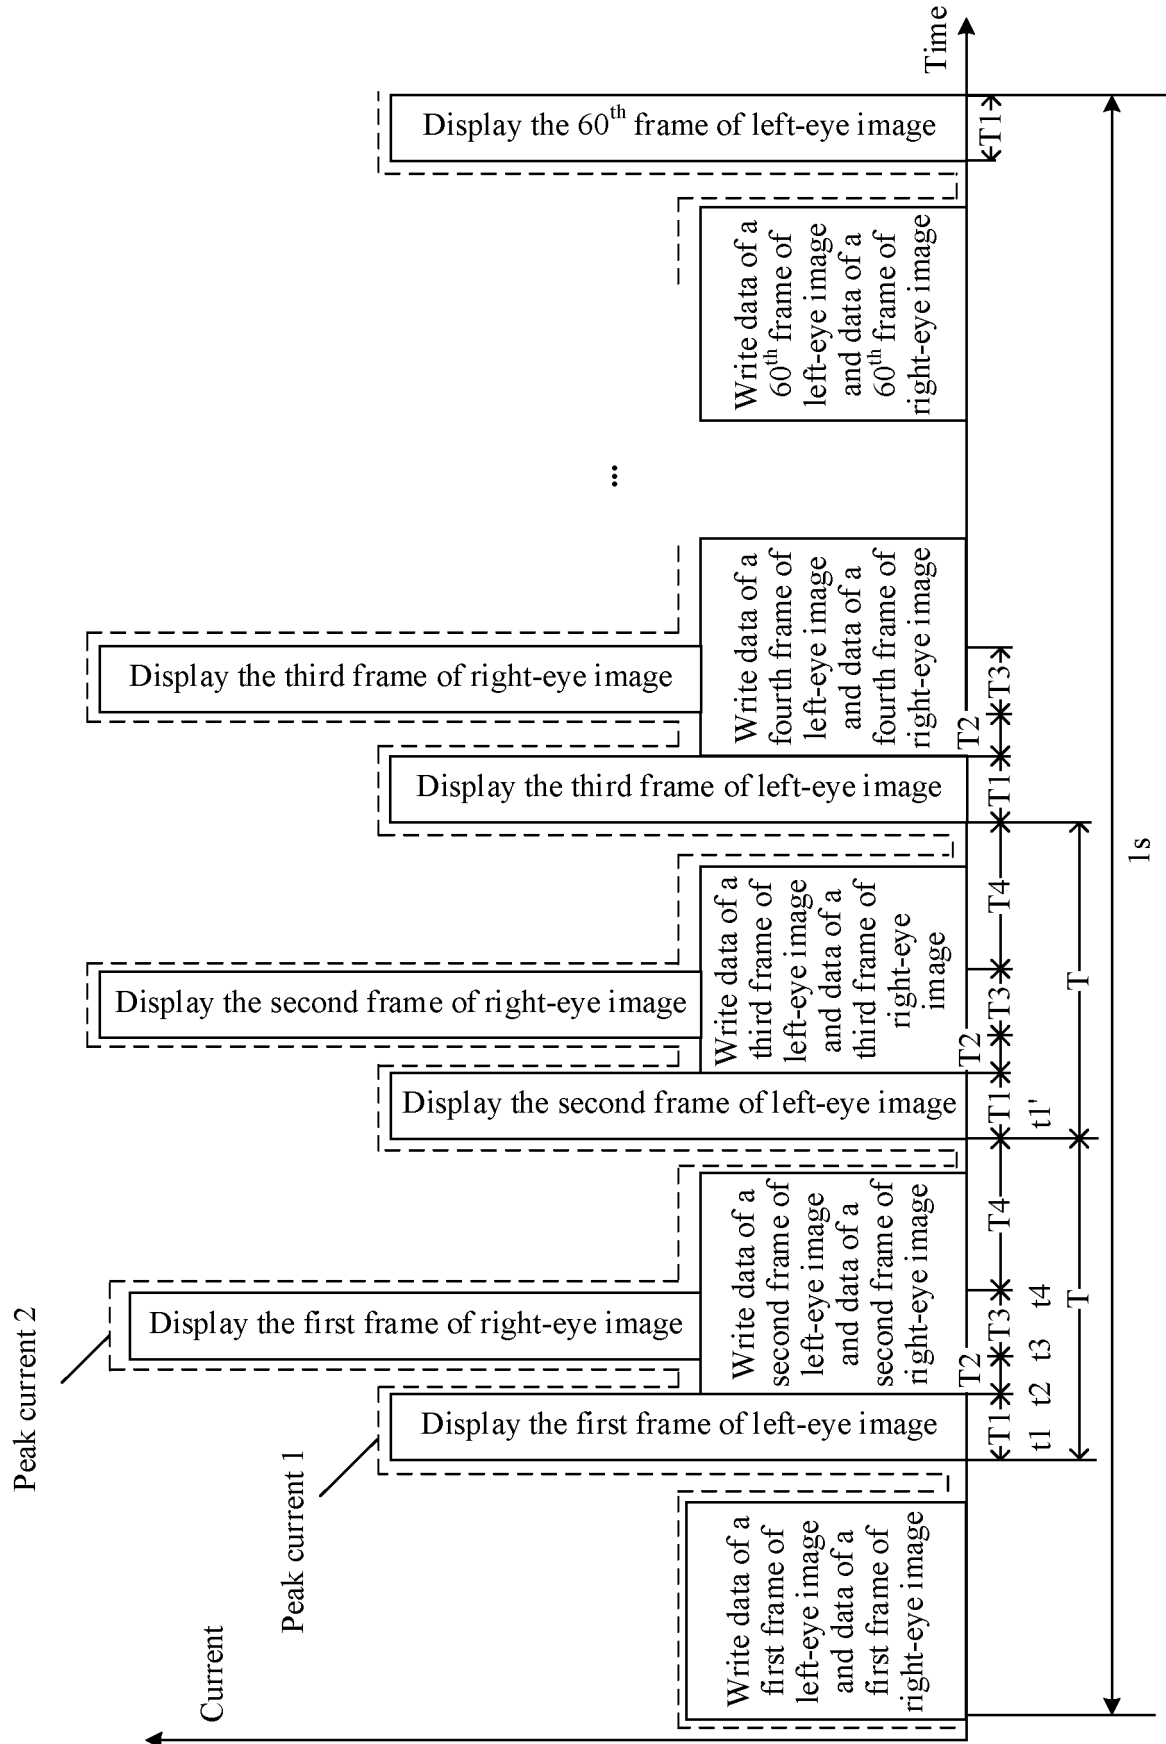 Current
Peak current 2
Peak current 1
Write data of a
first frame of
left-eye image
and data of a
first frame of
right-eye image
Display the first frame of left-eye image
Display the first frame of right-eye image
Write data of a
second frame of
left-eye image
and data of a
second frame of
right-eye image
Display the second frame of left-eye image
Display the second frame of right-eye image
Write data of a
third frame of
left-eye image
and data of a
third frame of
right-eye
image
Display the third frame of left-eye image
Display the third frame of right-eye image
Write data of a
fourth frame of
left-eye image
and data of a
fourth frame of
right-eye image
...
Write data of a
60th frame of
left-eye image
and data of a
60th frame of
right-eye image
Display the 60th frame of left-eye image
Time
T1
T2
T3
T4
T1
T2
T3
T4
T1
T2
T3
T1
t1
t2
t3
t4
t1'
T
T
1s